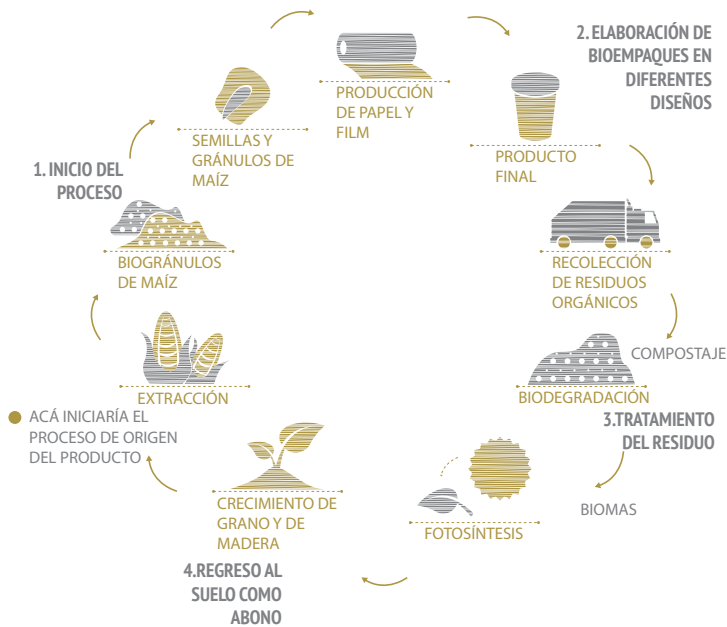 PRODUCCIÓN
DE PAPEL Y
FILM
2. ELABORACIÓN DE
BIOEMPAQUES EN
DIFERENTES
DISEÑOS
SEMILLAS Y
GRÁNULOS DE
MAÍZ
PRODUCTO
FINAL
1. INICIO DEL
PROCESO
BIOGRÁNULOS
DE MAÍZ
RECOLECCIÓN
DE RESIDUOS
ORGÁNICOS
COMPOSTAJE
EXTRACCIÓN
BIODEGRADACIÓN
ACÁ INICIARÍA EL
PROCESO DE ORIGEN
DEL PRODUCTO
3.TRATAMIENTO
DEL RESIDUO
CRECIMIENTO DE
GRANO Y DE
MADERA
FOTOSÍNTESIS
BIOMAS
4.REGRESO AL
SUELO COMO
ABONO